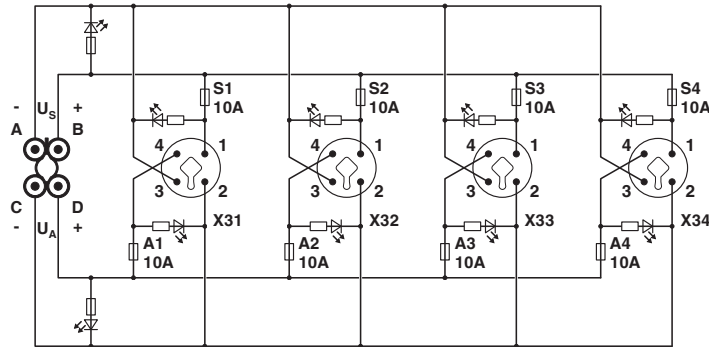 S1
10A
S2
10A
S3
10A
S4
10A
- U_S +
A B
C D
- U_A +
4 1
3 2
4 1
3 2
4 1
3 2
4 1
3 2
X31
X32
X33
X34
A1
10A
A2
10A
A3
10A
A4
10A